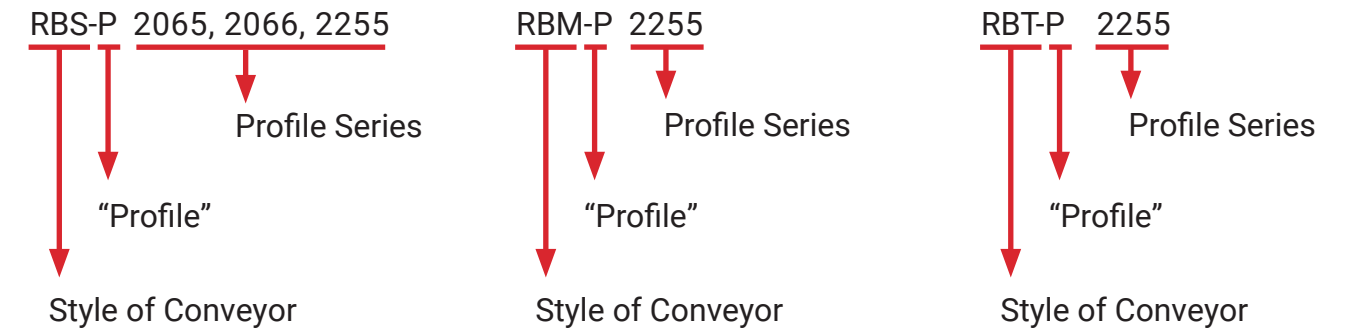 RBS-P 2065, 2066, 2255
Profile Series
“Profile”
Style of Conveyor
RBM-P 2255
Profile Series
“Profile”
Style of Conveyor
RBT-P 2255
Profile Series
“Profile”
Style of Conveyor